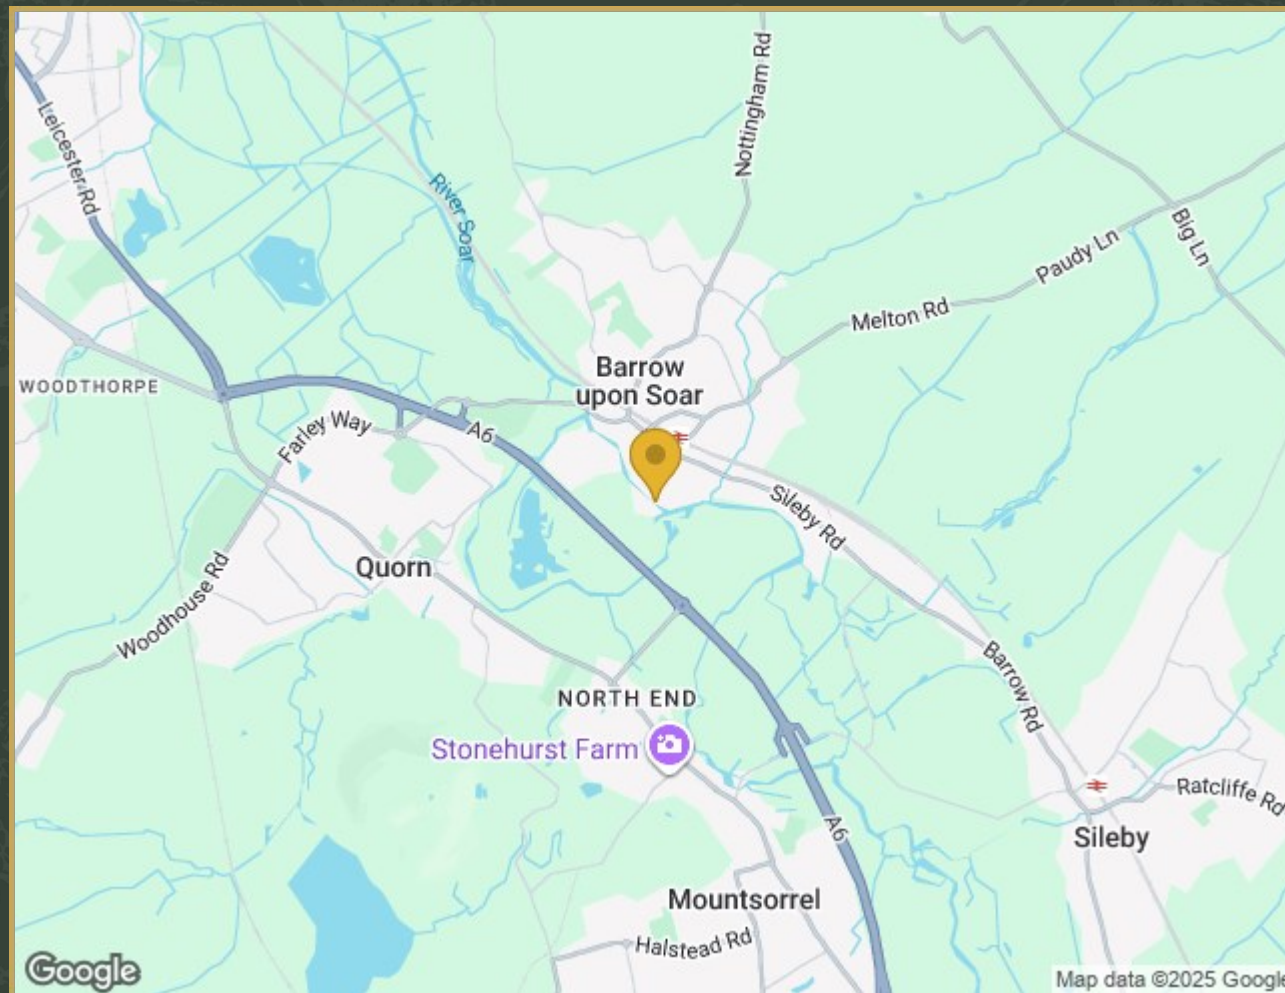 Nottingham Rd
Leicester Rd
River Soar
Big Ln
Paudy Ln
Melton Rd
Barrow
upon Soar
WOODTHORPE
Farley Way
A6
Sileby Rd
Quorn
Woodhouse Rd
Barrow Rd
NORTH END
Stonehurst Farm
Ratcliffe Rd
A6
Sileby
Mountsorrel
Halstead Rd
Google
Map data ©2025 Google